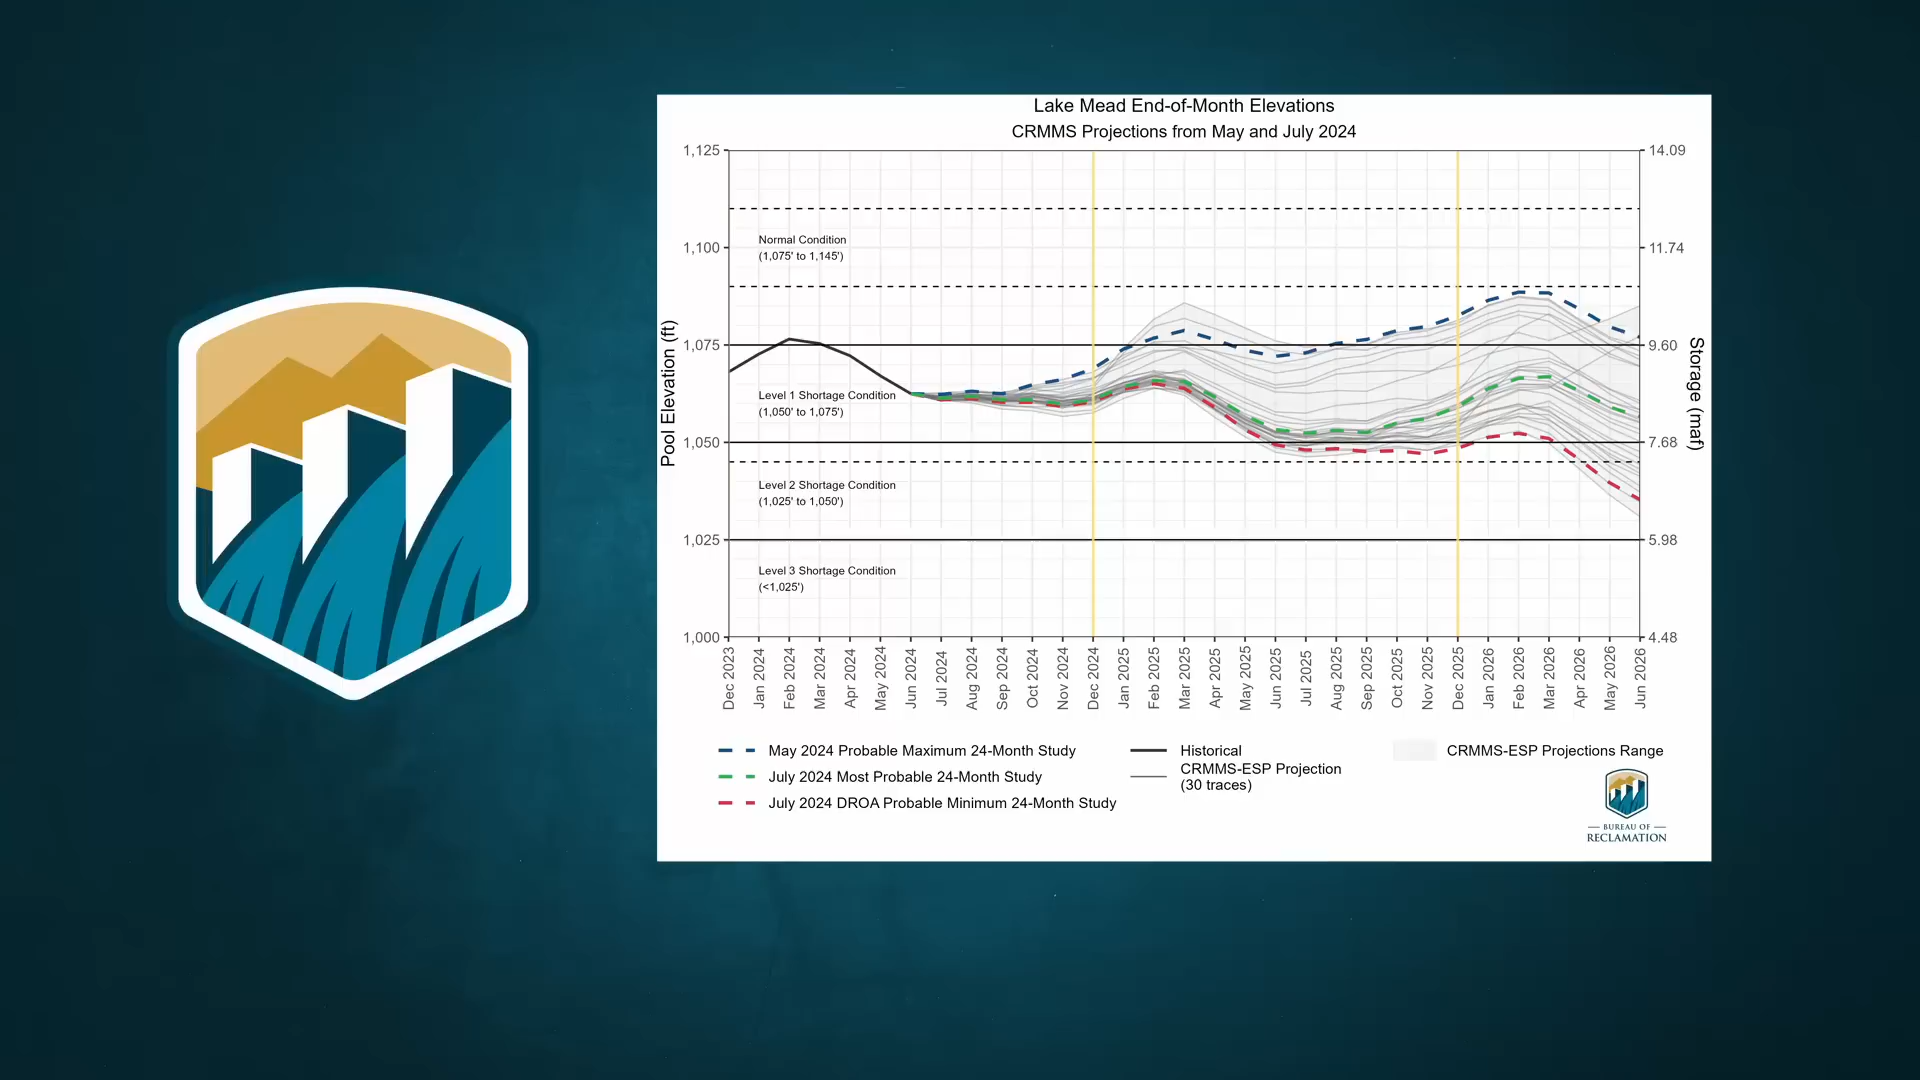 Lake Mead End-of-Month Elevations
CRMMS Projections from May and July 2024
Pool Elevation (ft)
1,125
1,100
1,075
1,050
1,025
1,000
Normal Condition
(1,075' to 1,145')
Level 1 Shortage Condition
(1,050' to 1,075')
Level 2 Shortage Condition
(1,025' to 1,050')
Level 3 Shortage Condition
(<1,025')
14.09
11.74
9.60
7.68
5.98
4.48
Storage (maf)
Dec 2023
Jan 2024
Feb 2024
Mar 2024
Apr 2024
May 2024
Jun 2024
Jul 2024
Aug 2024
Sep 2024
Oct 2024
Nov 2024
Dec 2024
Jan 2025
Feb 2025
Mar 2025
Apr 2025
May 2025
Jun 2025
Jul 2025
Aug 2025
Sep 2025
Oct 2025
Nov 2025
Dec 2025
Jan 2026
Feb 2026
Mar 2026
Apr 2026
May 2026
Jun 2026
May 2024 Probable Maximum 24-Month Study
July 2024 Most Probable 24-Month Study
July 2024 DROA Probable Minimum 24-Month Study
Historical
CRMMS-ESP Projection
(30 traces)
CRMMS-ESP Projections Range
BUREAU OF
RECLAMATION